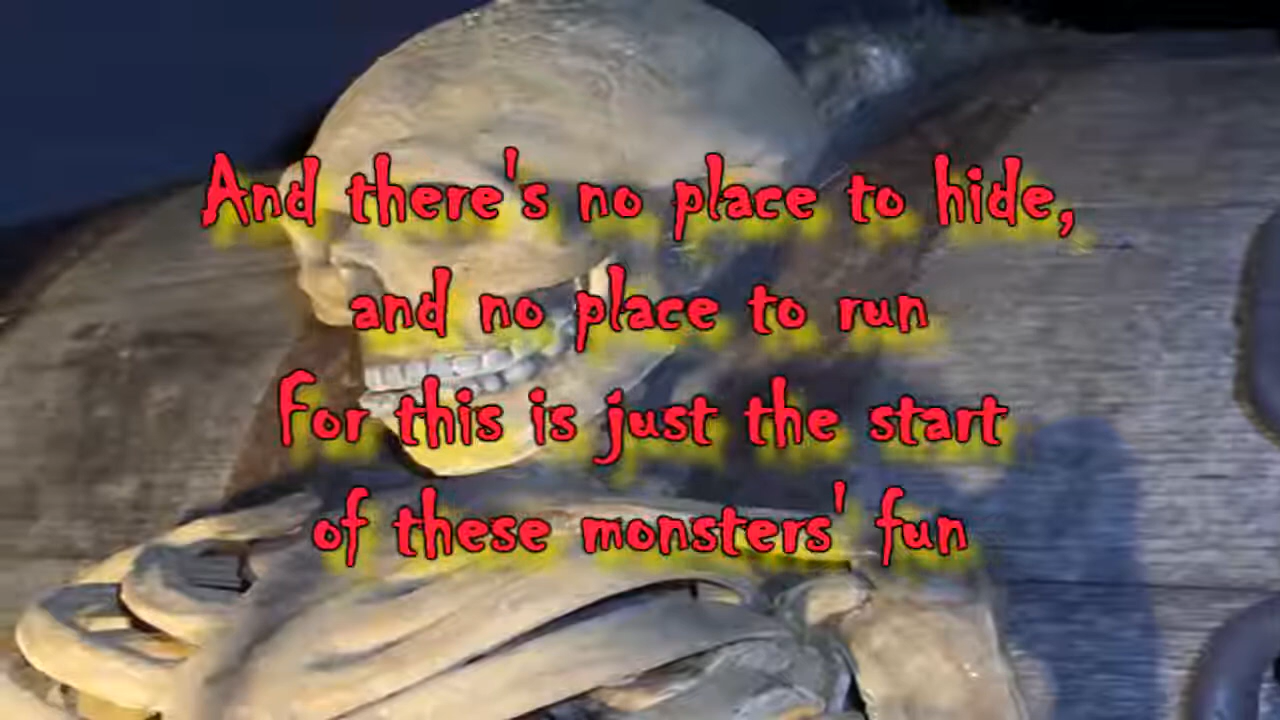 And there's no place to hide,
and no place to run
For this is just the start
of these monsters' fun